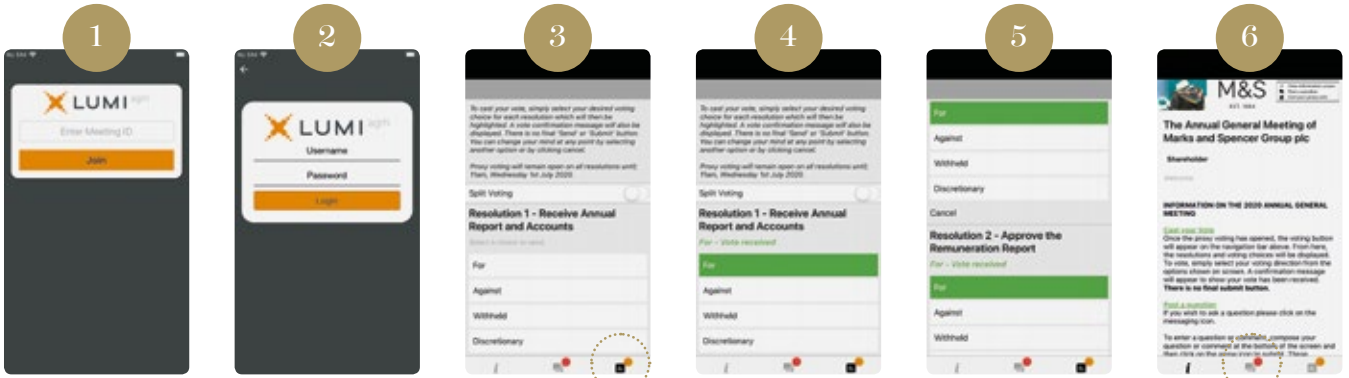 1
LUMI agm
Enter Meeting ID
Join
2
LUMI agm
Username
Password
Login
3
To cast your vote, simply select your desired voting
choice for each resolution which will then be
highlighted. A vote confirmation message will also be
displayed. There is no final 'Send' or 'Submit' button.
You can change your mind at any point by selecting
another option or by clicking cancel.
Proxy voting will remain open on all resolutions until:
11am, Wednesday 1st July 2020.
Split Voting
Resolution 1 - Receive Annual
Report and Accounts
Select a choice to send.
For
Against
Withheld
Discretionary
4
To cast your vote, simply select your desired voting
choice for each resolution which will then be
highlighted. A vote confirmation message will also be
displayed. There is no final 'Send' or 'Submit' button.
You can change your mind at any point by selecting
another option or by clicking cancel.
Proxy voting will remain open on all resolutions until:
11am, Wednesday 1st July 2020.
Split Voting
Resolution 1 - Receive Annual
Report and Accounts
For - Vote received
For
Against
Withheld
Discretionary
5
For
Against
Withheld
Discretionary
Cancel
Resolution 2 - Approve the
Remuneration Report
For - Vote received
For
Against
Withheld
6
M&S
EST. 1884
The Annual General Meeting of
Marks and Spencer Group plc
Shareholder
Welcome
INFORMATION ON THE 2020 ANNUAL GENERAL
MEETING
Cast your Vote
Once the proxy voting has opened, the voting button
will appear on the navigation bar above. From here,
the resolutions and voting choices will be displayed.
To vote, simply select your voting direction from the
options shown on screen. A confirmation message
will appear to show your vote has been received.
There is no final submit button.
Post a question
If you wish to ask a question please click on the
messaging icon.
To enter a question or comment, compose your
question or comment at the bottom of the screen and
then click on the arrow icon to submit. These